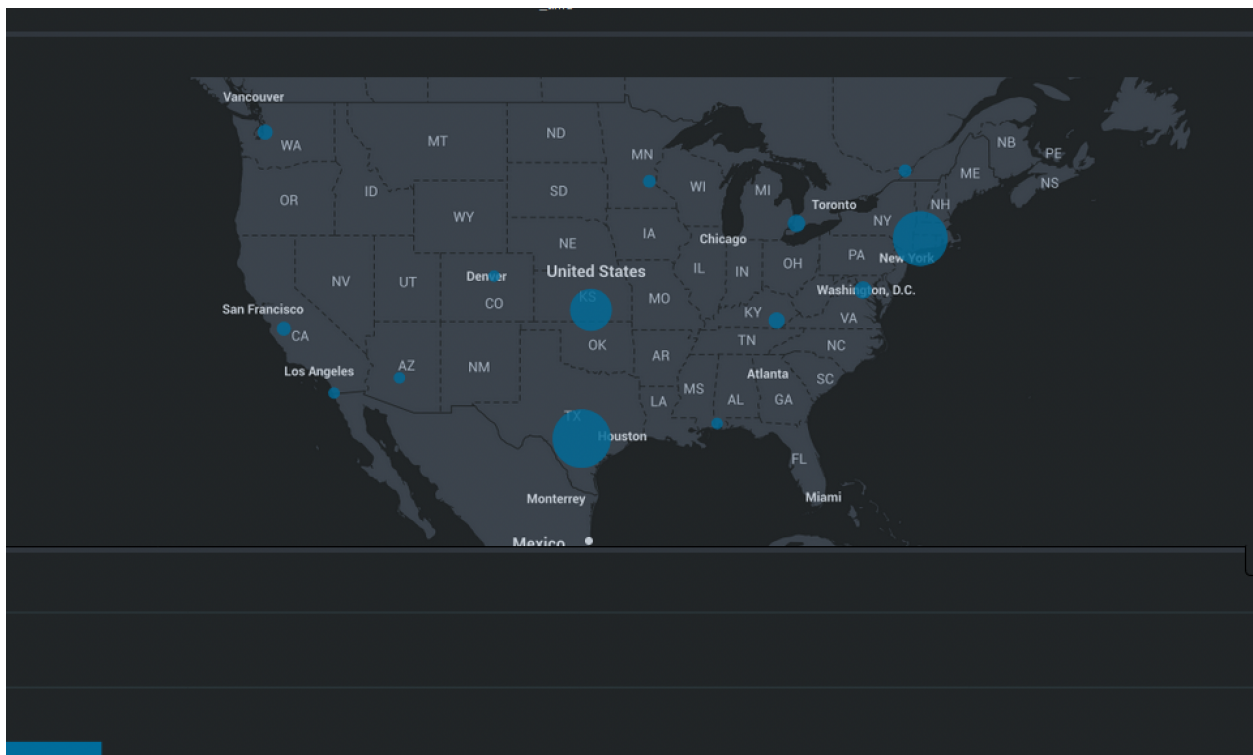 Vancouver
WA
MT
ND
MN
NB
PE
OR
ID
SD
WI
MI
ME
NS
WY
Toronto
NH
NY
NE
IA
Chicago
PA
New York
NV
UT
Denver
United States
IL
IN
OH
CO
KS
MO
Washington, D.C.
San Francisco
KY
VA
CA
OK
TN
NC
Los Angeles
AZ
NM
AR
Atlanta
SC
MS
LA
AL
GA
TX
Houston
FL
Monterrey
Miami
Mexico